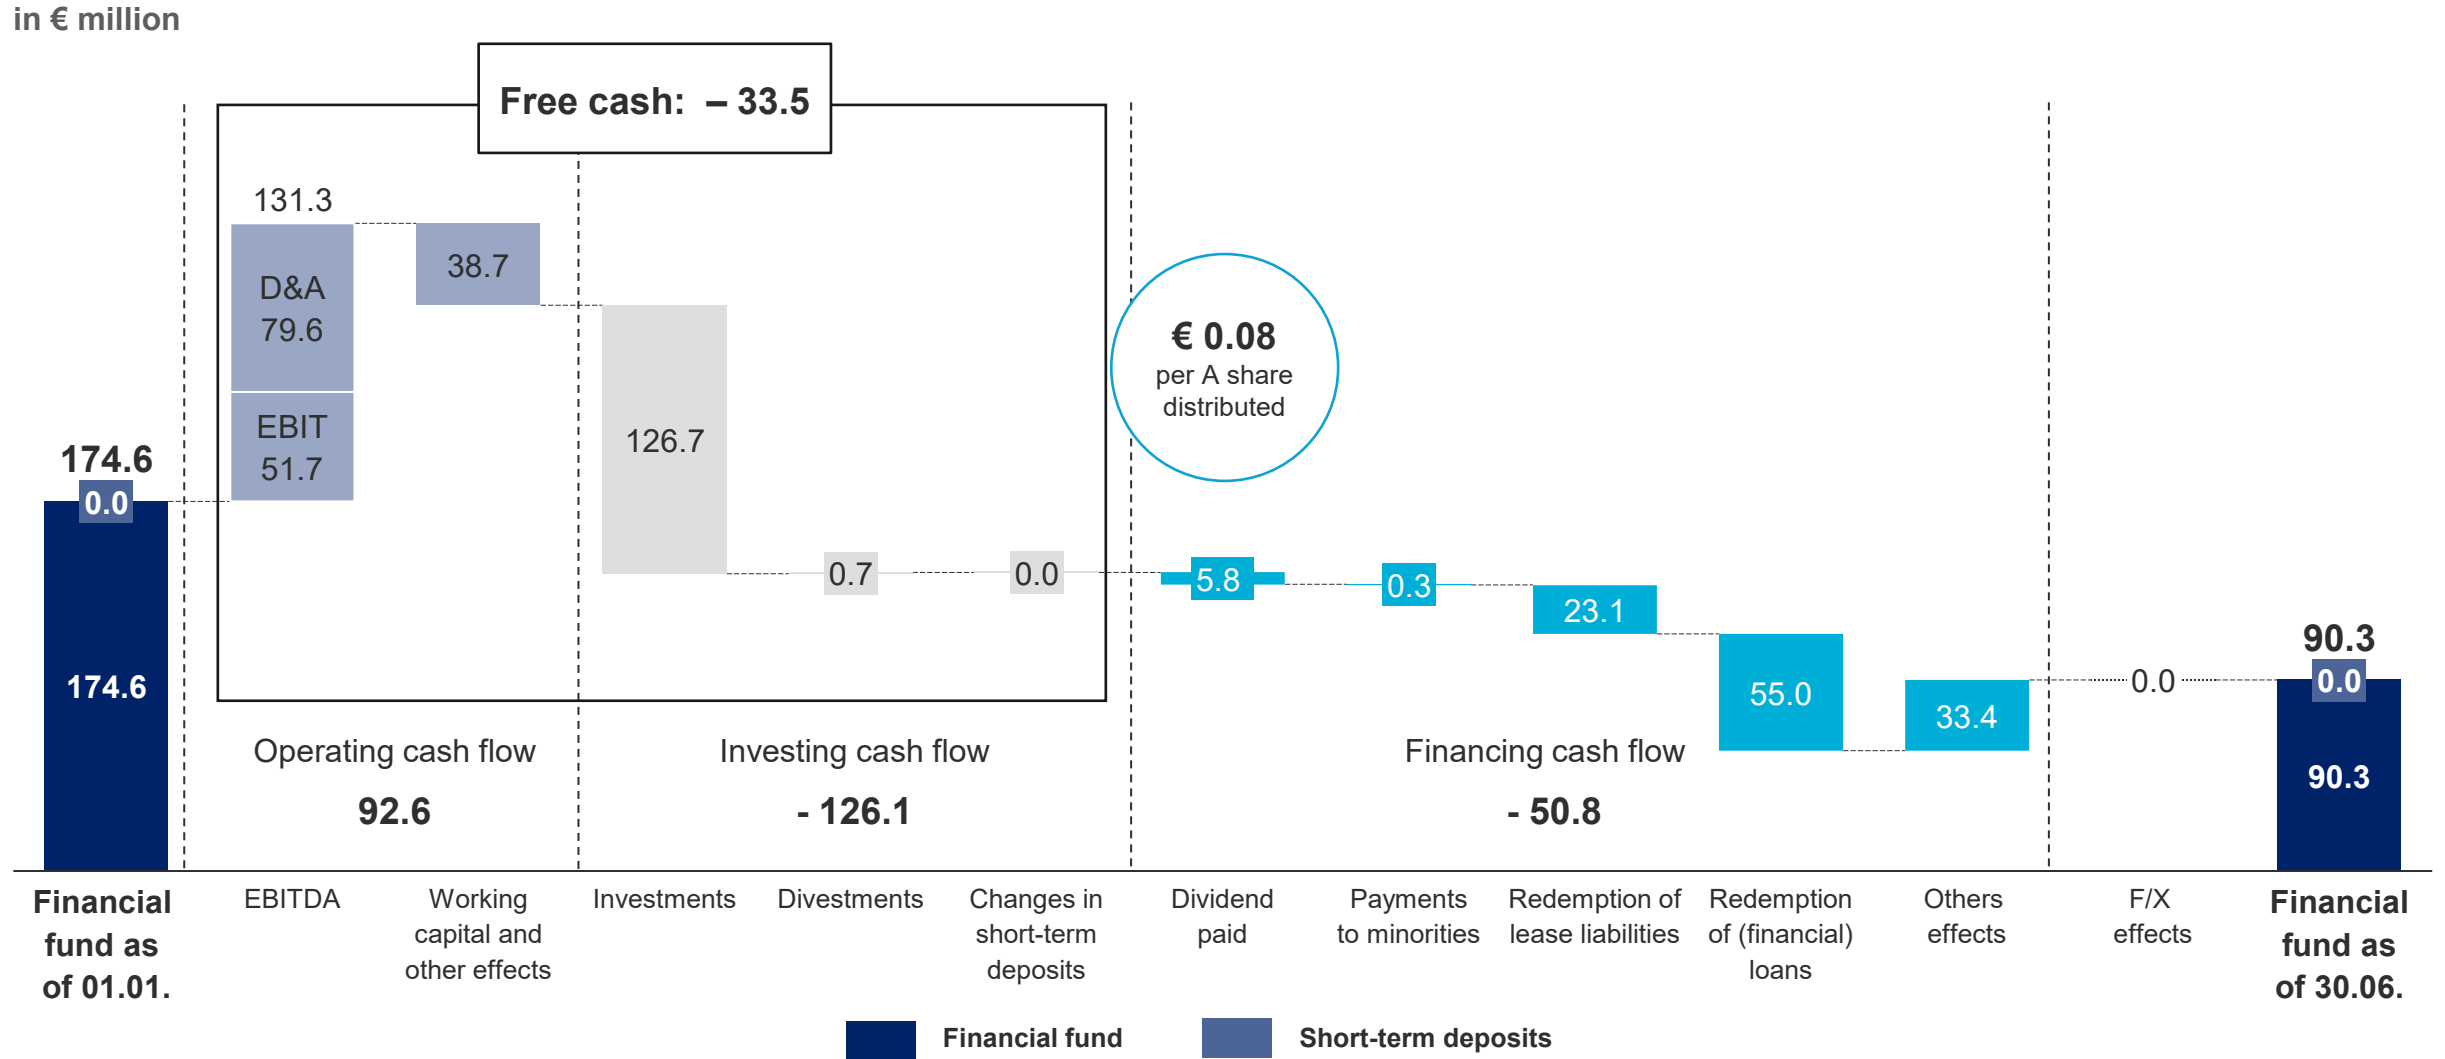 in € million
Free cash: – 33.5
131.3
D&A
79.6
EBIT
51.7
38.7
126.7
0.7
0.0
€ 0.08
per A share
distributed
174.6
0.0
174.6
5.8
0.3
23.1
55.0
33.4
0.0
90.3
0.0
90.3
Operating cash flow
92.6
Investing cash flow
- 126.1
Financing cash flow
- 50.8
Financial
fund as
of 01.01.
EBITDA
Working
capital and
other effects
Investments
Divestments
Changes in
short-term
deposits
Dividend
paid
Payments
to minorities
Redemption of
lease liabilities
Redemption
of (financial)
loans
Others
effects
F/X
effects
Financial
fund as
of 30.06.
Financial fund
Short-term deposits